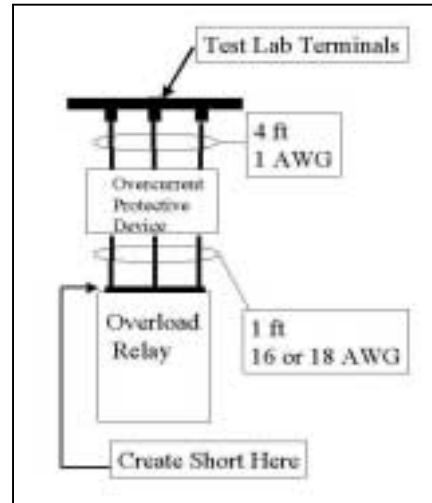 Test Lab Terminals
4 ft
1 AWG
Overcurrent
Protective
Device
Overload
Relay
1 ft
16 or 18 AWG
Create Short Here